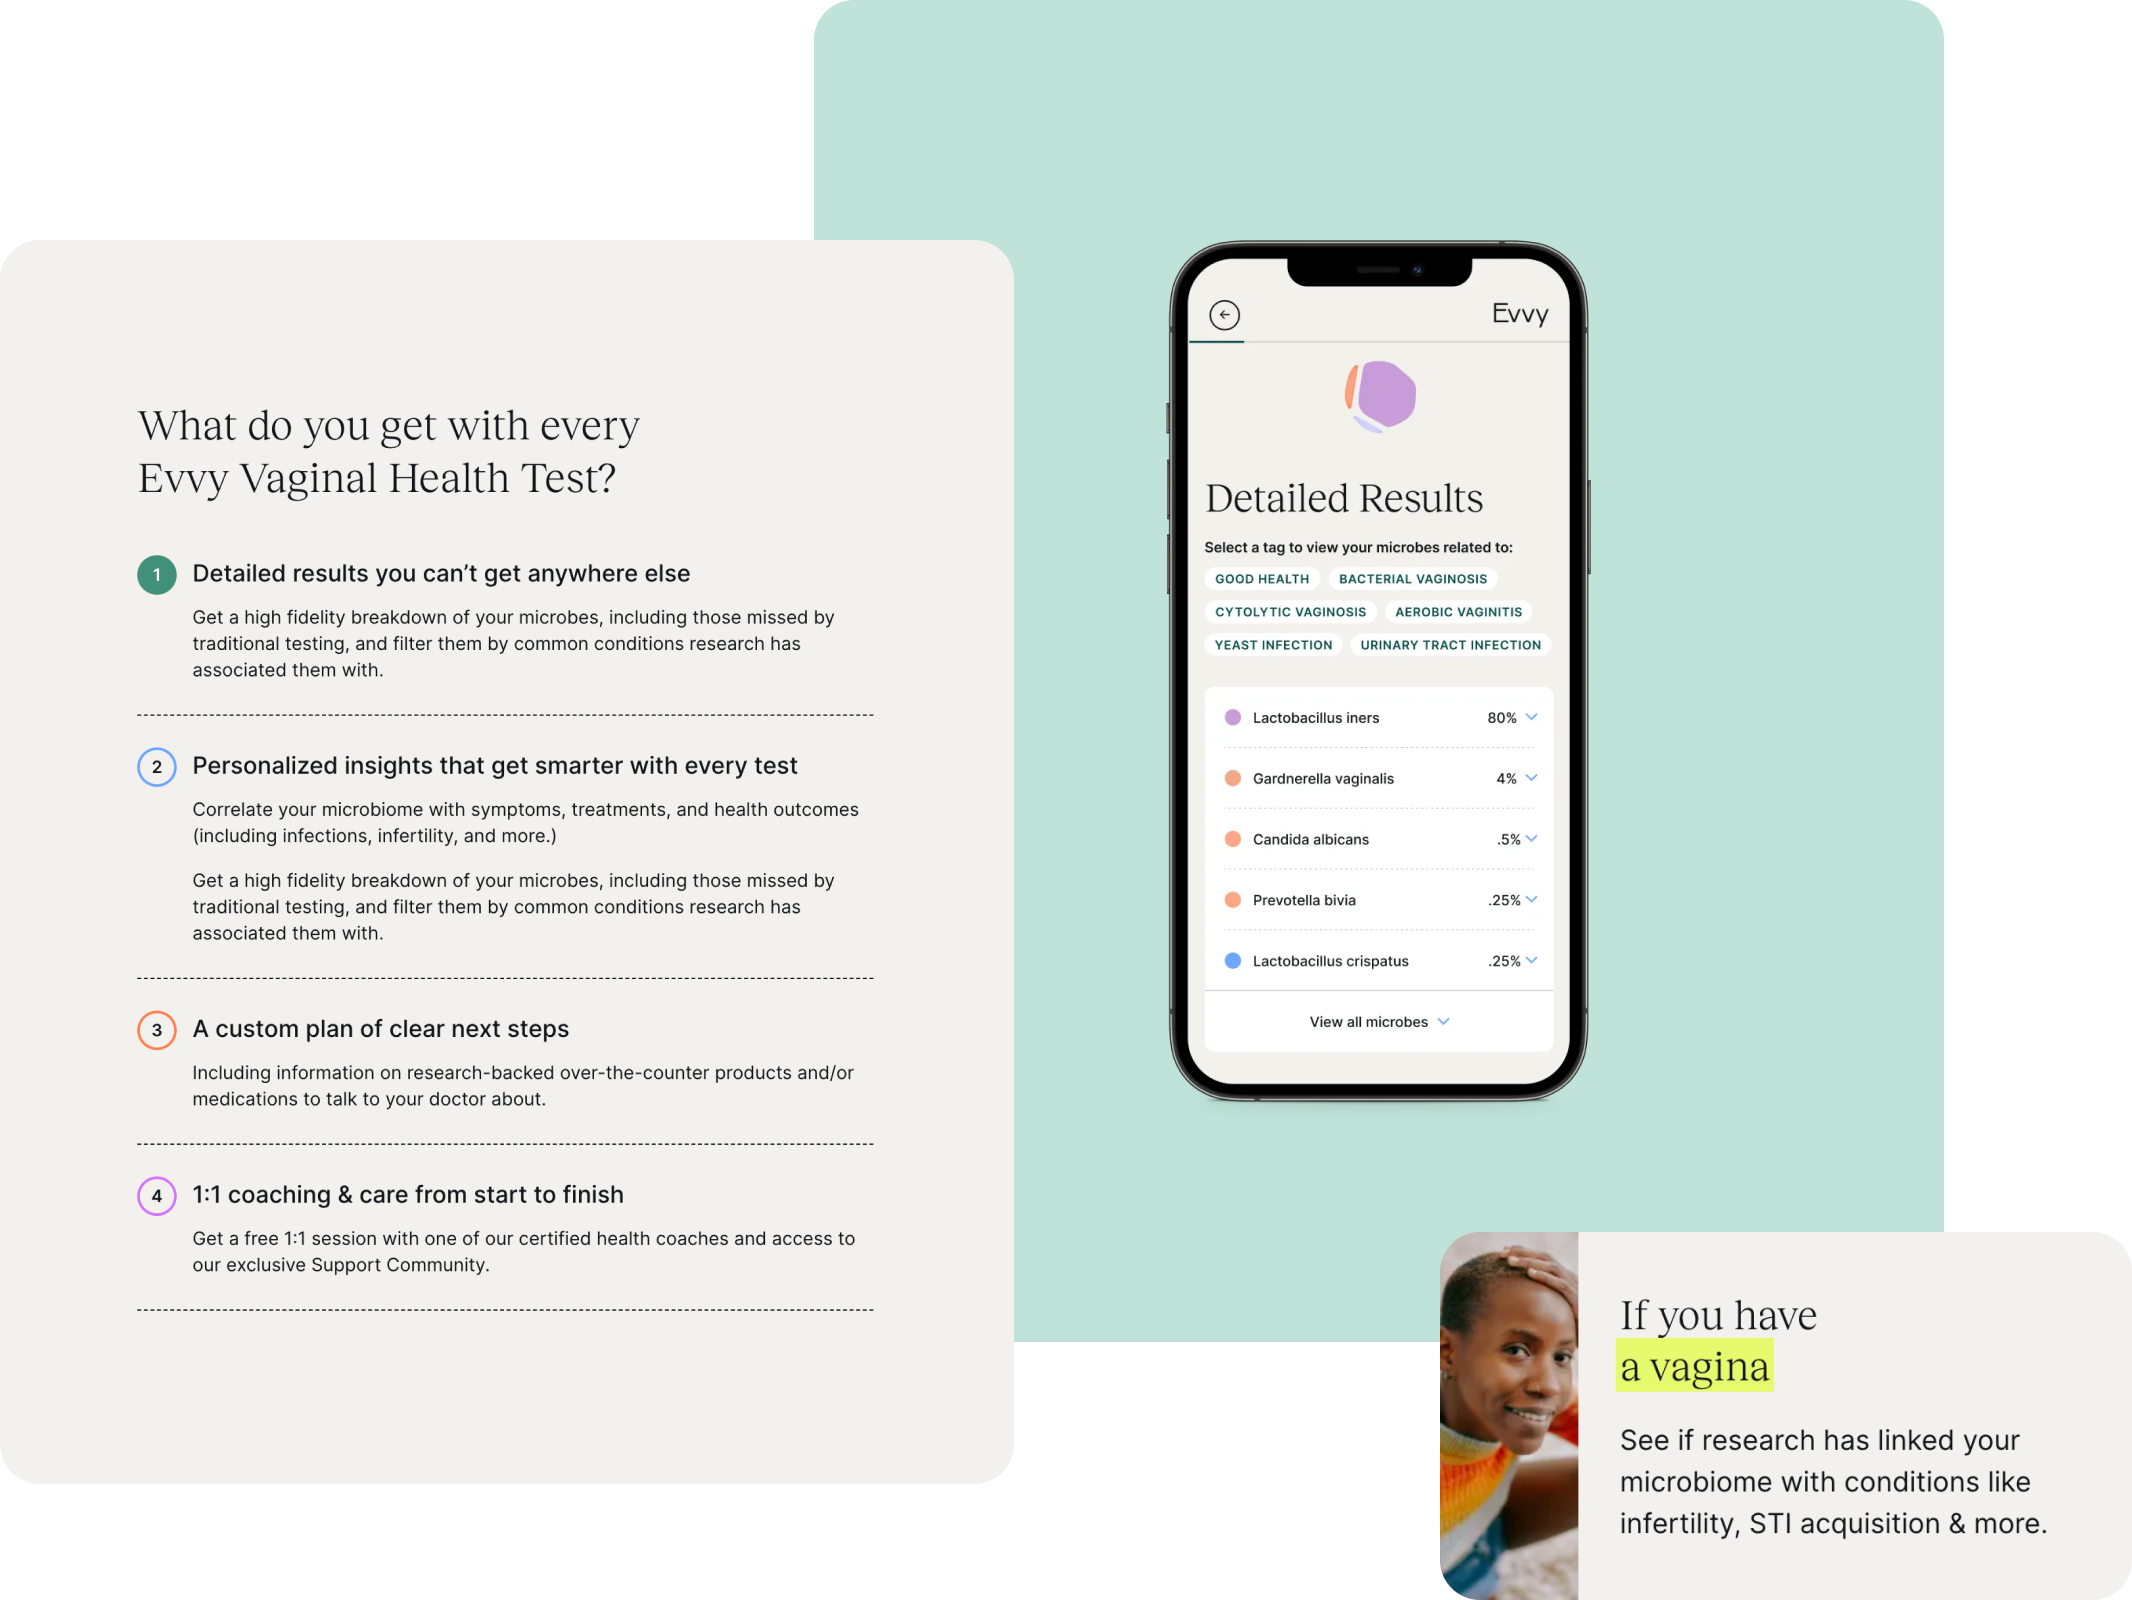 What do you get with every
Evvy Vaginal Health Test?
1 Detailed results you can’t get anywhere else
Get a high fidelity breakdown of your microbes, including those missed by
traditional testing, and filter them by common conditions research has
associated them with.
2 Personalized insights that get smarter with every test
Correlate your microbiome with symptoms, treatments, and health outcomes
(including infections, infertility, and more.)
Get a high fidelity breakdown of your microbes, including those missed by
traditional testing, and filter them by common conditions research has
associated them with.
3 A custom plan of clear next steps
Including information on research-backed over-the-counter products and/or
medications to talk to your doctor about.
4 1:1 coaching & care from start to finish
Get a free 1:1 session with one of our certified health coaches and access to
our exclusive Support Community.
Evvy
Detailed Results
Select a tag to view your microbes related to:
GOOD HEALTH BACTERIAL VAGINOSIS
CYTOLYTIC VAGINOSIS AEROBIC VAGINITIS
YEAST INFECTION URINARY TRACT INFECTION
Lactobacillus iners 80%
Gardnerella vaginalis 4%
Candida albicans .5%
Prevotella bivia .25%
Lactobacillus crispatus .25%
View all microbes
If you have
a vagina
See if research has linked your
microbiome with conditions like
infertility, STI acquisition & more.